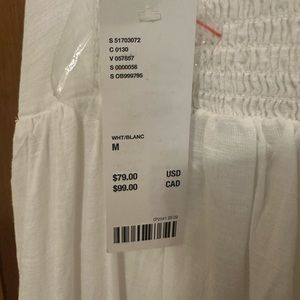 S 51703072
C 0130
V 057857
S 0000056
S OB999795
WHT/BLANC
M
$79.00 USD
$99.00 CAD